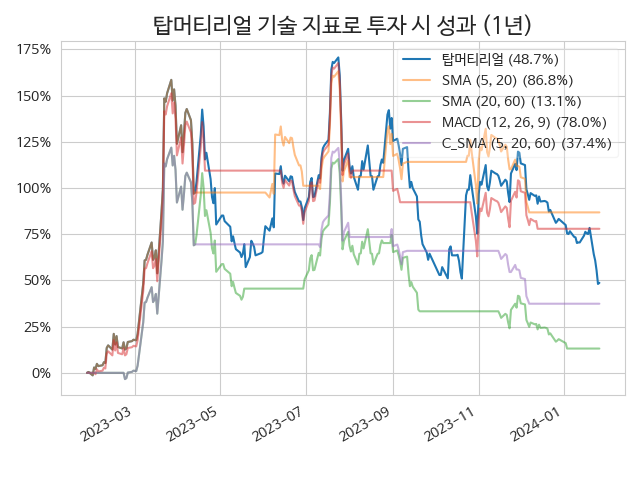 탑머티리얼 기술 지표로 투자 시 성과 (1년)
175%
150%
125%
100%
75%
50%
25%
0%
탑머티리얼 (48.7%)
SMA (5, 20) (86.8%)
SMA (20, 60) (13.1%)
MACD (12, 26, 9) (78.0%)
C_SMA (5, 20, 60) (37.4%)
2023-03
2023-05
2023-07
2023-09
2023-11
2024-01